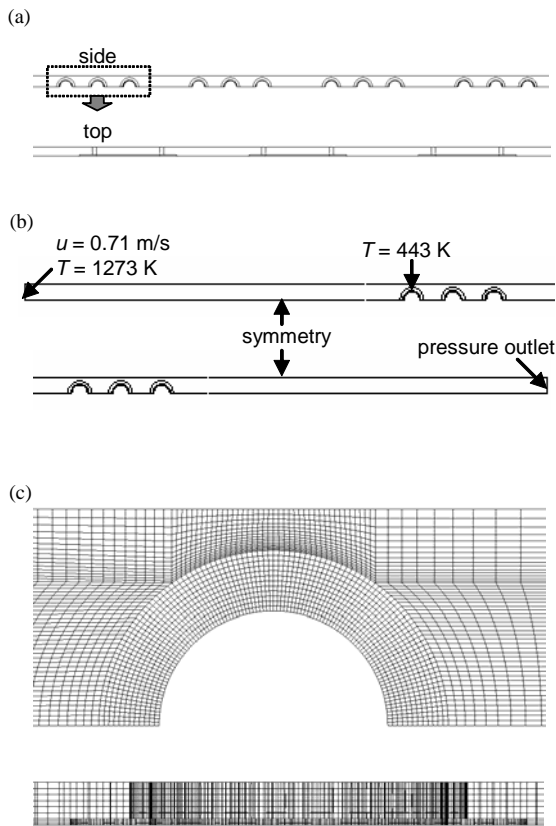 (a)
side
top
(b)
u = 0.71 m/s
T = 1273 K
T = 443 K
symmetry
pressure outlet
(c)